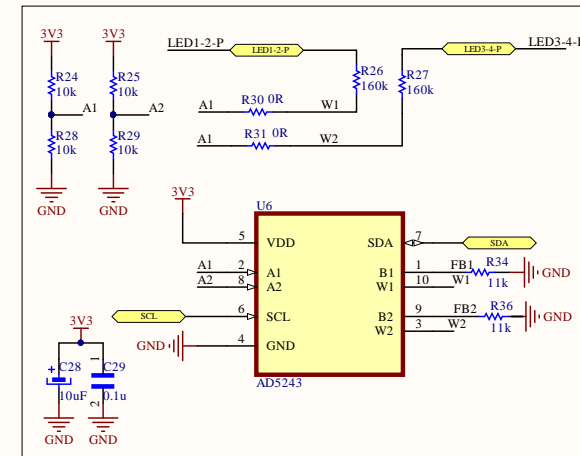 3V3 3V3
LED1-2-P LED1-2-P LED3-4-P LED3-4-P
R24
10k
R25
10k
A1 A2
R28
10k
R29
10k
GND GND
R26
160k
R27
160k
A1 R30 0R W1
A1 R31 0R W2
3V3
U6
5 VDD SDA 7 SDA
A1 2 A1 B1 1 FB1 R34 11k GND
A2 8 A2 W1 10 W1
SCL 6 SCL B2 9 FB2 R36 11k GND
W2 3 W2
GND 4 GND
AD5243
3V3
+ C28
10uF
1 C29
2 0.1u
GND GND